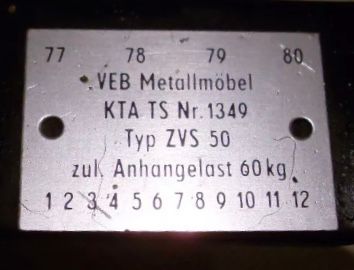 77 78 79 80
VEB Metallmöbel
KTA TS Nr.1349
Typ ZVS 50
zul. Anhangelast 60 kg
1 2 3 4 5 6 7 8 9 10 11 12